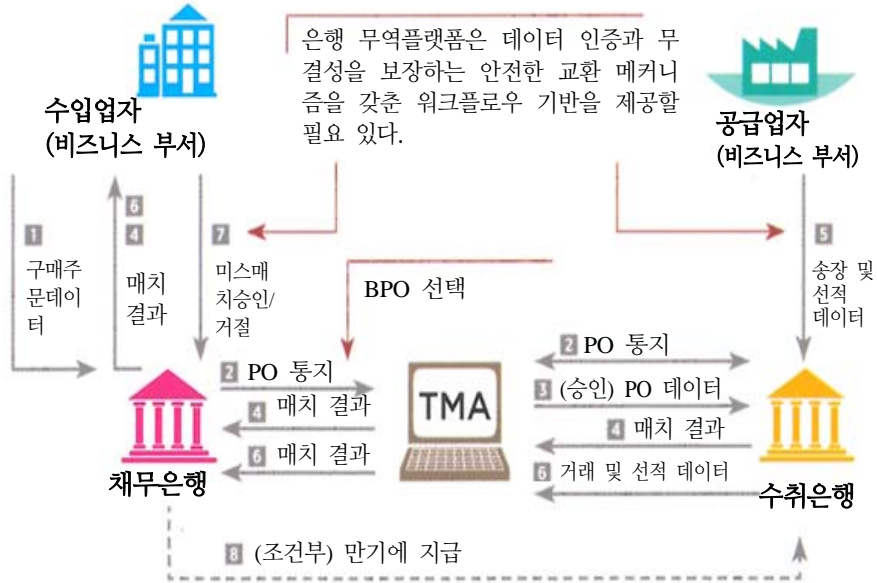 은행 무역플랫폼은 데이터 인증과 무
결성을 보장하는 안전한 교환 메커니
즘을 갖춘 워크플로우 기반을 제공할
필요 있다.
수입업자
(비즈니스 부서)
공급업자
(비즈니스 부서)
1
구매주
문데이
터
6
4
매치
결과
7
미스매
치승인/
거절
BPO 선택
5
송장 및
선적
데이터
2 PO 통지
4 매치 결과
6 매치 결과
TMA
2 PO 통지
3 (승인) PO 데이터
4 매치 결과
6 거래 및 선적 데이터
채무은행
수취은행
8 (조건부) 만기에 지급